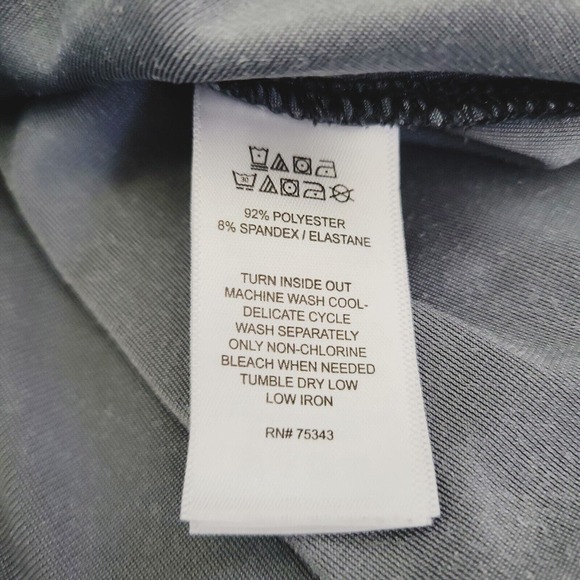 92% POLYESTER
8% SPANDEX / ELASTANE
TURN INSIDE OUT
MACHINE WASH COOL-
DELICATE CYCLE
WASH SEPARATELY
ONLY NON-CHLORINE
BLEACH WHEN NEEDED
TUMBLE DRY LOW
LOW IRON
RN# 75343